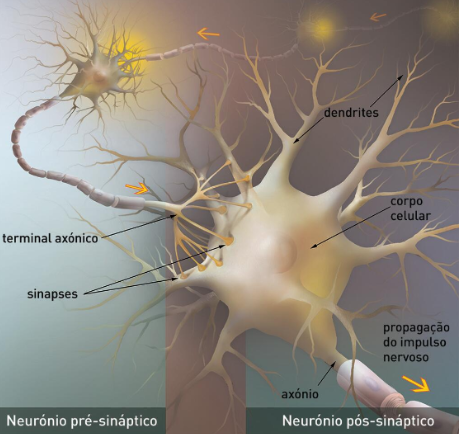 dendrites
corpo
celular
terminal axónico
sinapses
propagação
do impulso
nervoso
axónio
Neurónio pré-sináptico
Neurónio pós-sináptico